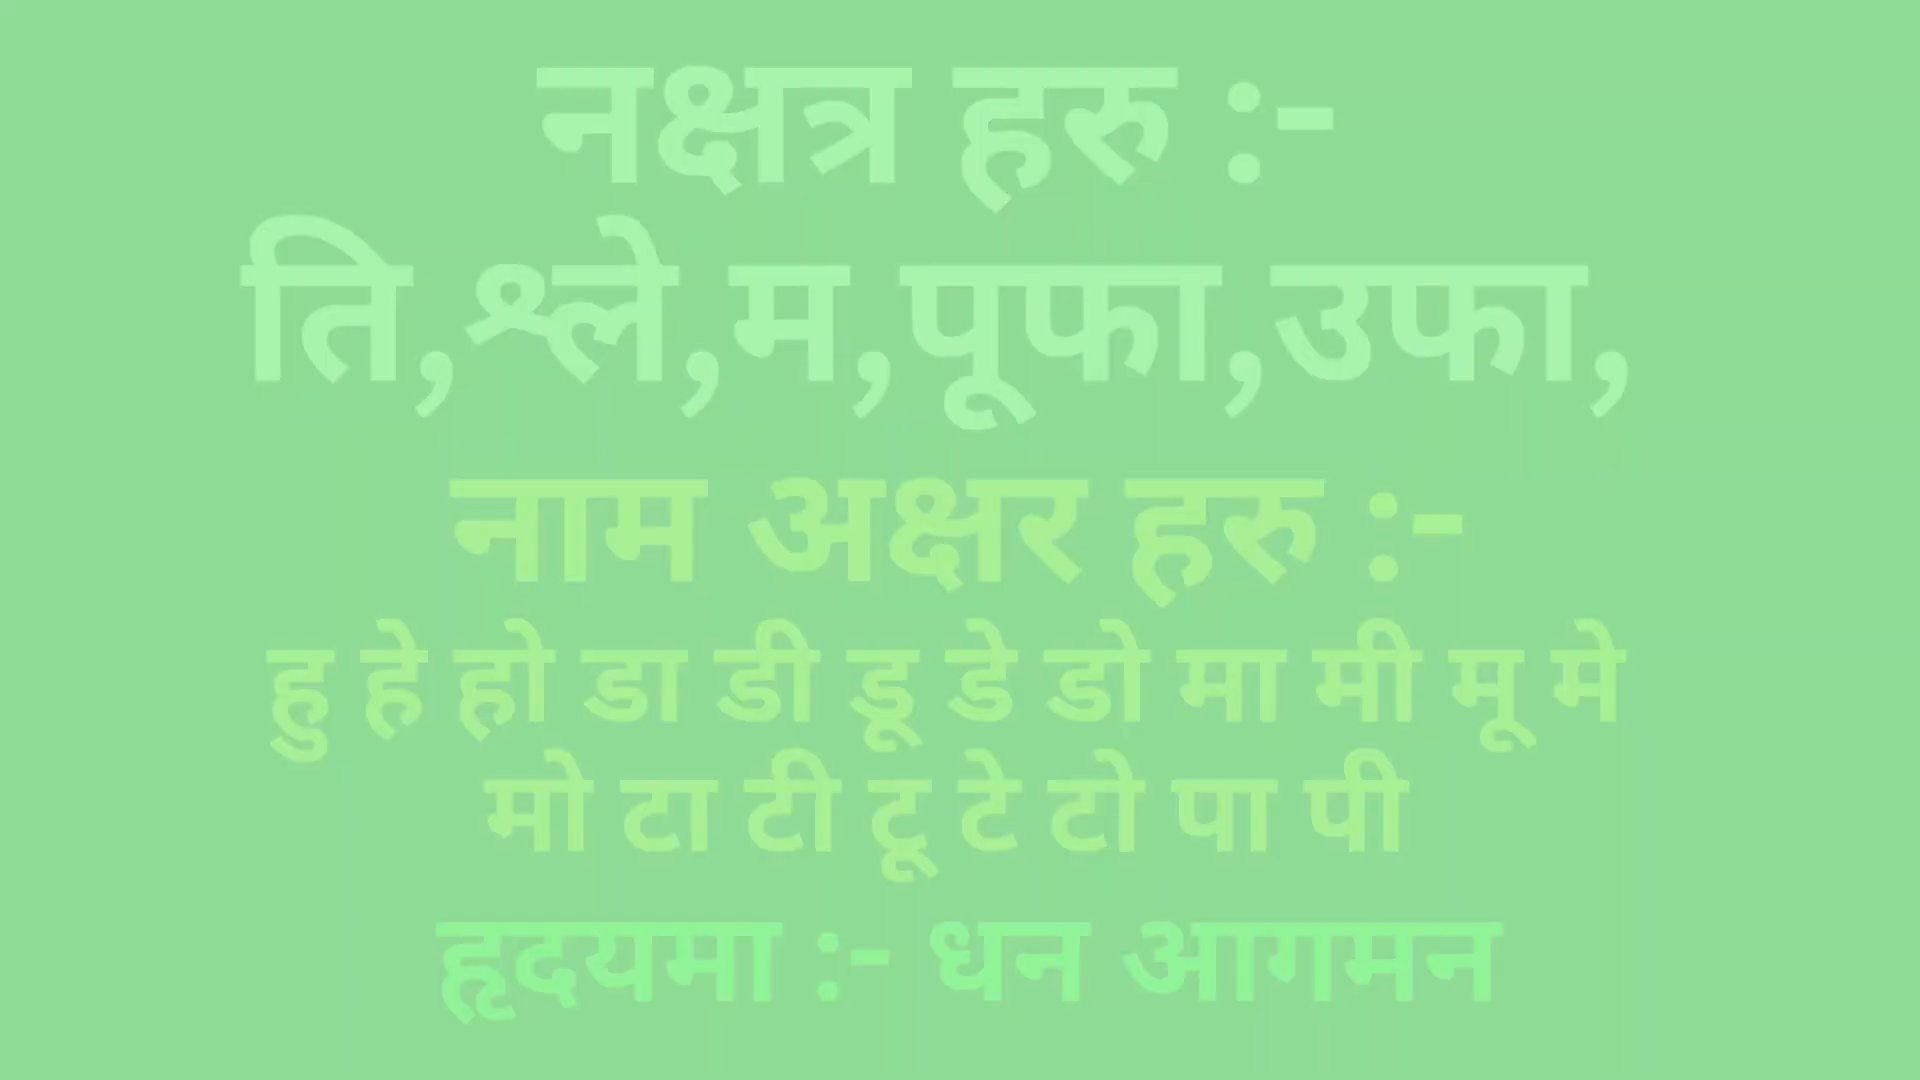 नक्षत्र हरु :-
ति,श्ले,म,पूफा,उफा,
नाम अक्षर हरु :-
हु हे हो डा डी डू डे डो मा मी मू मे
मो टा टी टू टे टो पा पी
हृदयमा :- धन आगमन